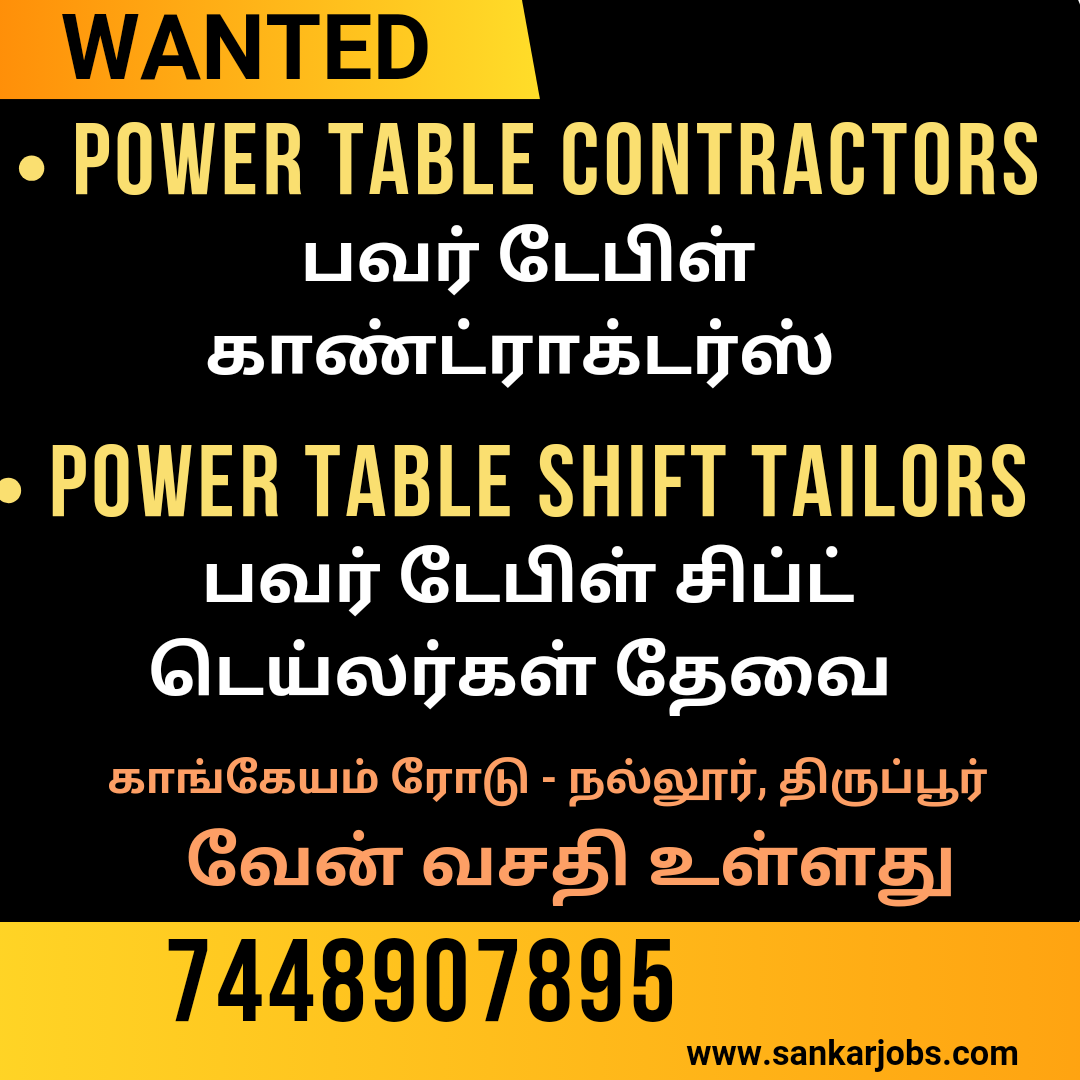 WANTED
• POWER TABLE CONTRACTORS
பவர் டேபிள்
காண்ட்ராக்டர்ஸ்
• POWER TABLE SHIFT TAILORS
பவர் டேபிள் சிப்ட்
டெய்லர்கள் தேவை
காங்கேயம் ரோடு - நல்லூர், திருப்பூர்
வேன் வசதி உள்ளது
7448907895
www.sankarjobs.com